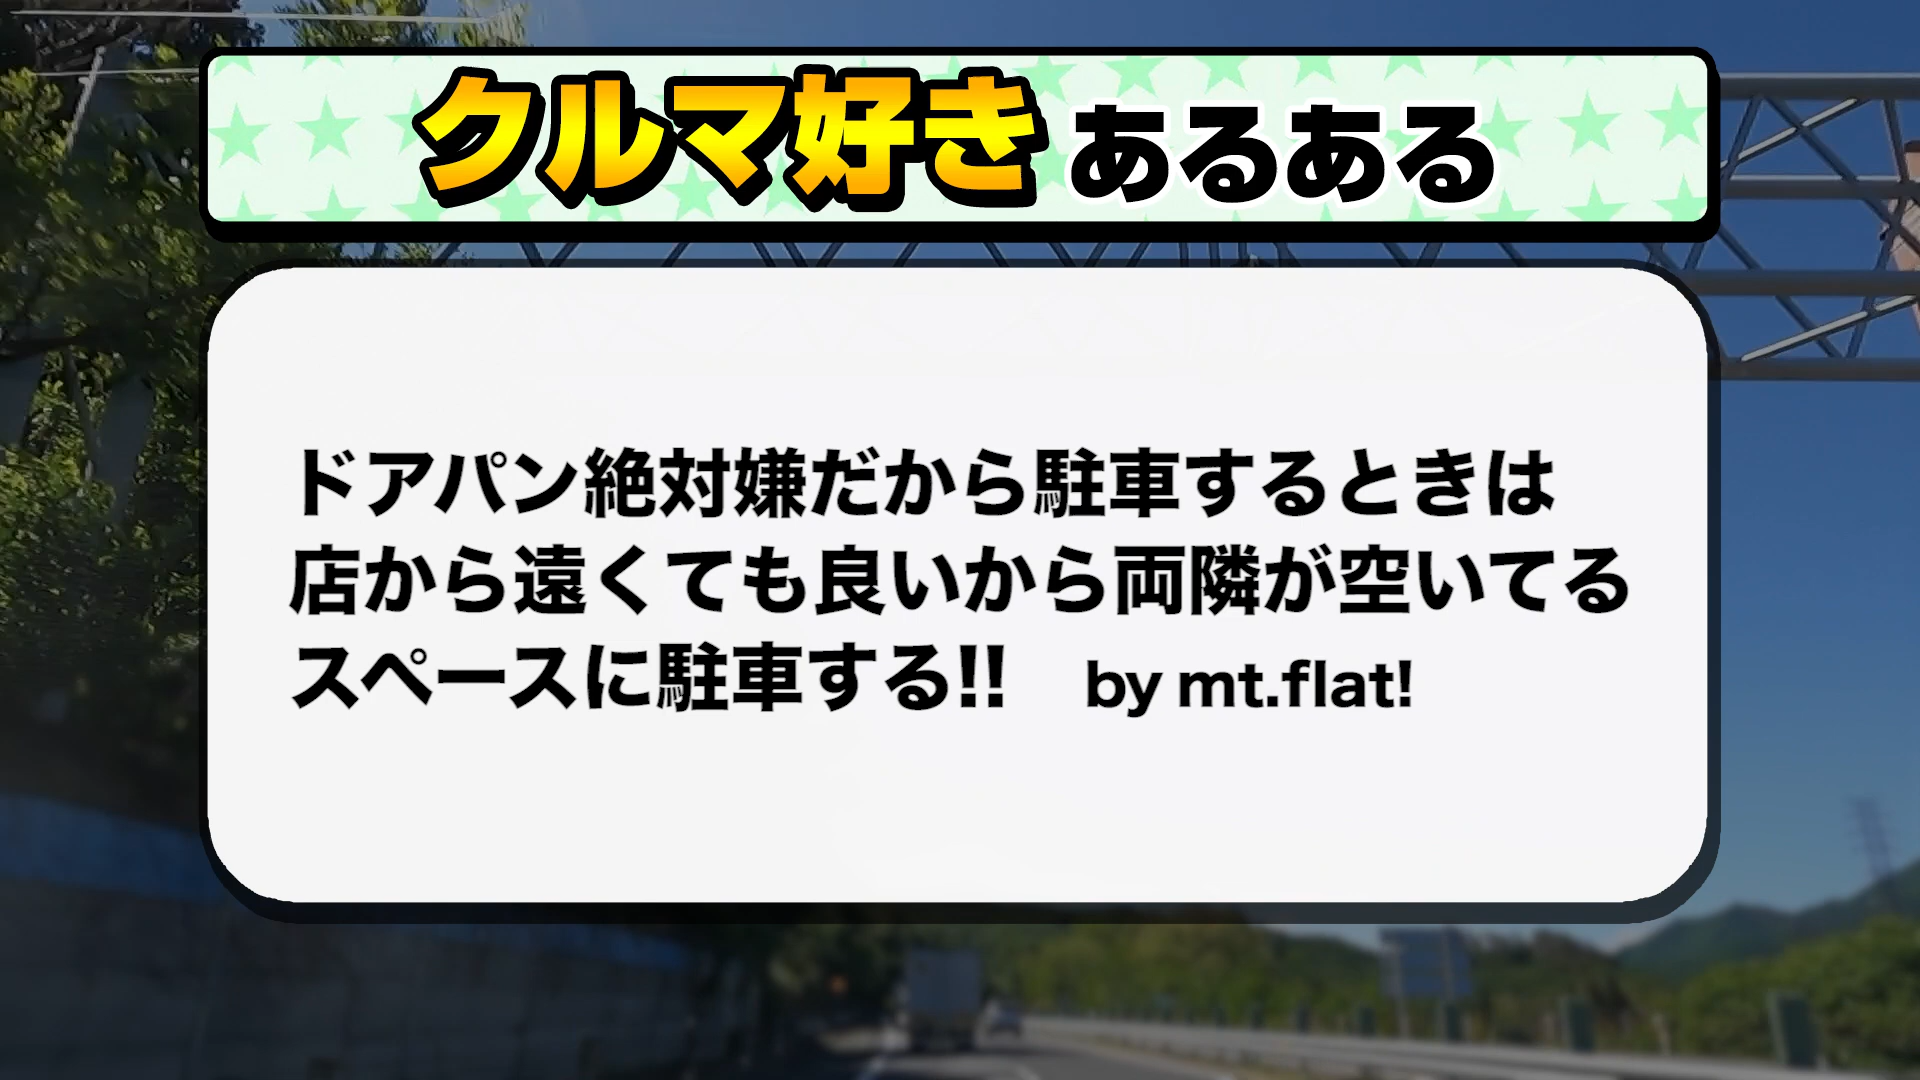 クルマ好きあるある
ドアパン絶対嫌だから駐車するときは
店から遠くても良いから両隣が空いてる
スペースに駐車する!! by mt.flat!